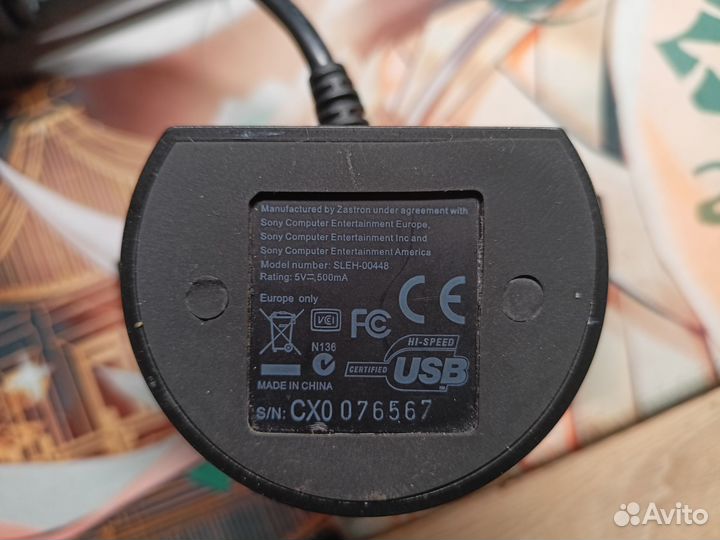 Manufactured by Zastron under agreement with
Sony Computer Entertainment Europe,
Sony Computer Entertainment Inc and
Sony Computer Entertainment America
Model number: SLEH-00448
Rating: 5V⎓,500mA
Europe only
VCI FC CE
N136
HI-SPEED
CERTIFIED USB
MADE IN CHINA
S/N: CX0 076567
Avito